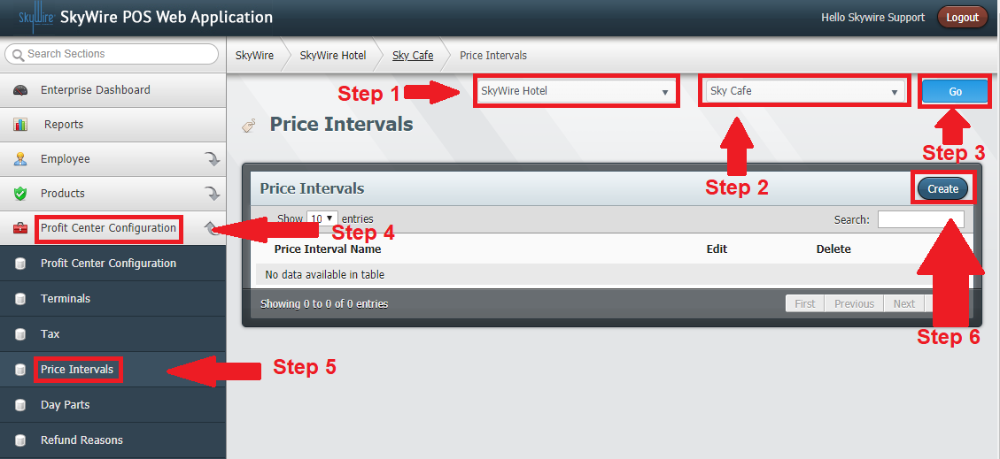 SkyWire SkyWire POS Web Application
Hello Skywire Support Logout
Search Sections
SkyWire SkyWire Hotel Sky Cafe Price Intervals
Enterprise Dashboard
Reports
Employee
Products
Profit Center Configuration
Profit Center Configuration
Terminals
Tax
Price Intervals
Day Parts
Refund Reasons
Step 1 SkyWire Hotel Sky Cafe Go
Price Intervals
Step 3
Step 2
Price Intervals Create
Show 10 entries Search:
Step 4
Price Interval Name Edit Delete
No data available in table
Showing 0 to 0 of 0 entries First Previous Next
Step 6
Step 5